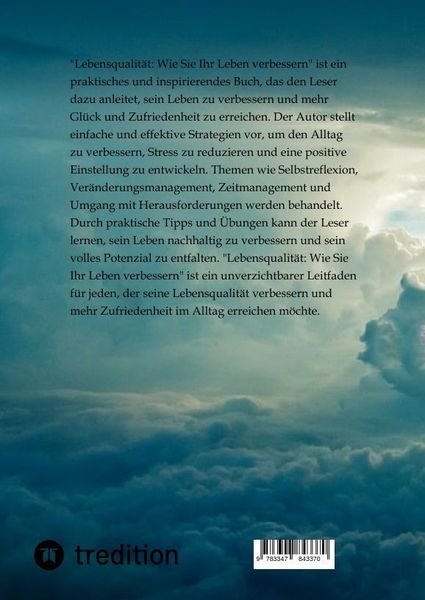 "Lebensqualität: Wie Sie Ihr Leben verbessern" ist ein
praktisches und inspirierendes Buch, das den Leser
dazu anleitet, sein Leben zu verbessern und mehr
Glück und Zufriedenheit zu erreichen. Der Autor stellt
einfache und effektive Strategien vor, um den Alltag
zu verbessern, Stress zu reduzieren und eine positive
Einstellung zu entwickeln. Themen wie Selbstreflexion,
Veränderungsmanagement, Zeitmanagement und
Umgang mit Herausforderungen werden behandelt.
Durch praktische Tipps und Übungen kann der Leser
lernen, sein Leben nachhaltig zu verbessern und sein
volles Potenzial zu entfalten. "Lebensqualität: Wie Sie
Ihr Leben verbessern" ist ein unverzichtbarer Leitfaden
für jeden, der seine Lebensqualität verbessern und
mehr Zufriedenheit im Alltag erreichen möchte.
tredition
9 783347 843370